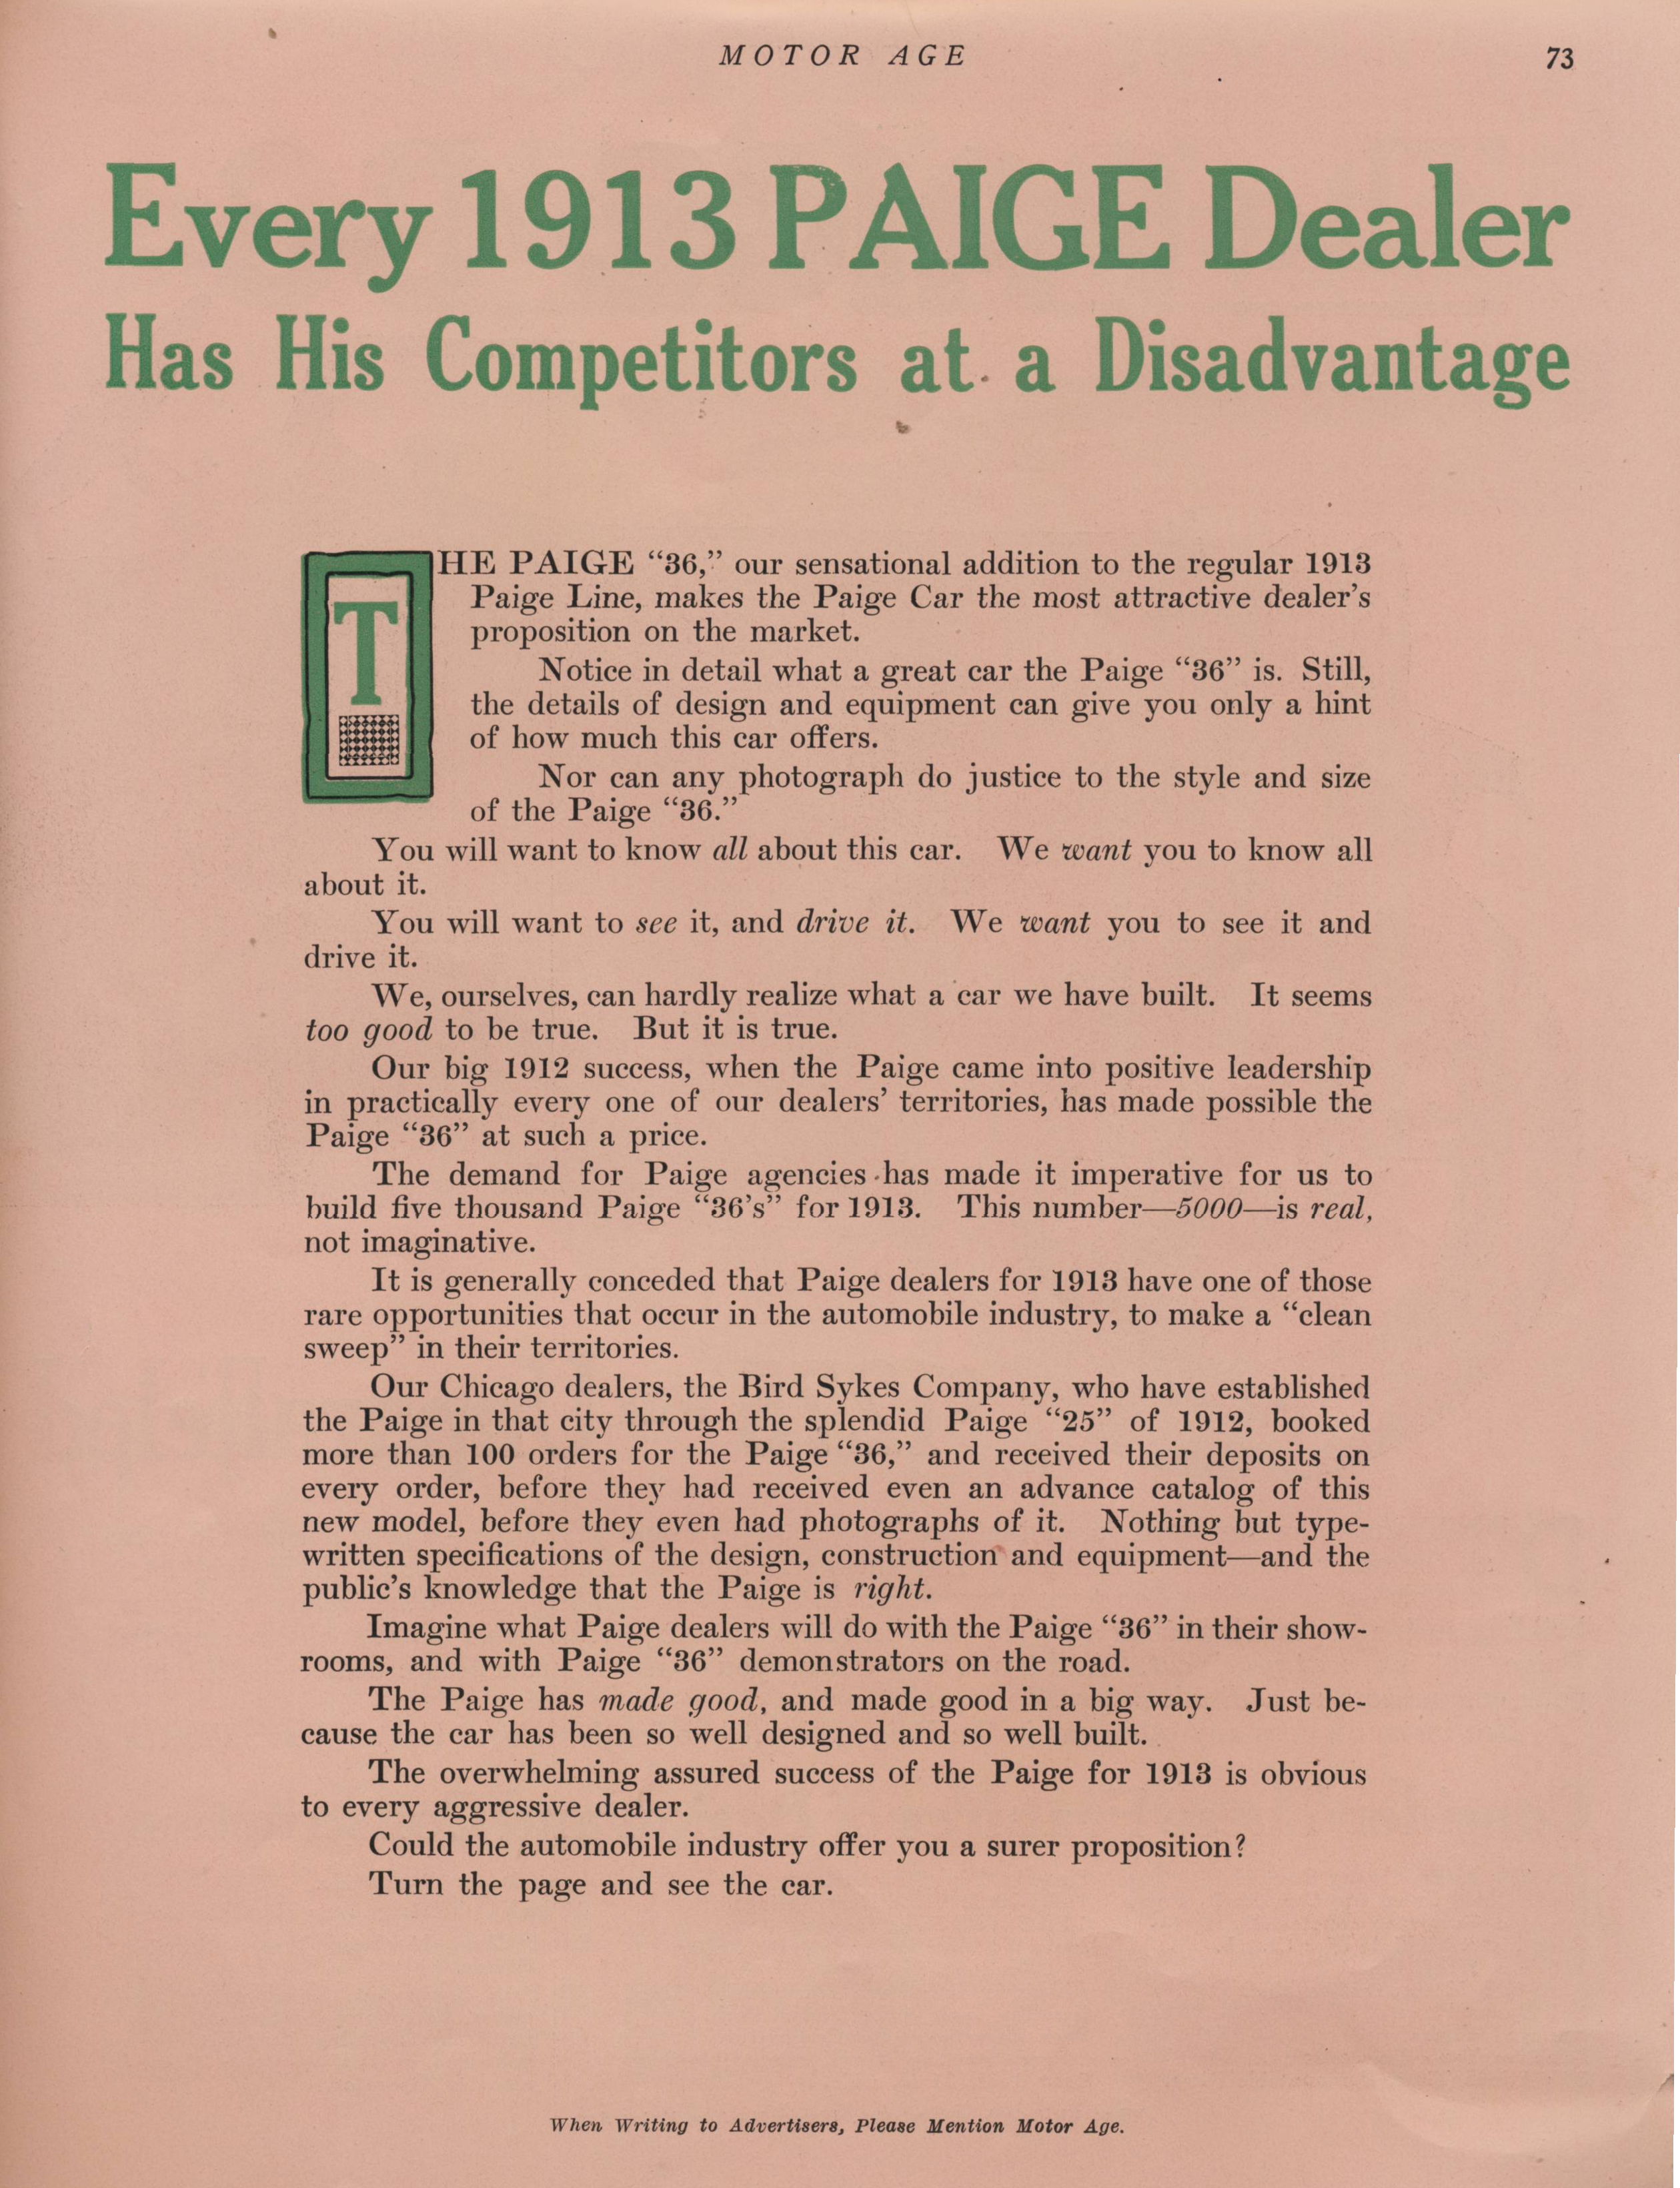 MOTOR AGE
73
Every 1913 PAIGE Dealer
Has His Competitors at a Disadvantage
THE PAIGE “36,” our sensational addition to the regular 1913
Paige Line, makes the Paige Car the most attractive dealer’s
proposition on the market.
Notice in detail what a great car the Paige “36” is. Still,
the details of design and equipment can give you only a hint
of how much this car offers.
Nor can any photograph do justice to the style and size
of the Paige “36.”
You will want to know all about this car. We want you to know all
about it.
You will want to see it, and drive it. We want you to see it and
drive it.
We, ourselves, can hardly realize what a car we have built. It seems
too good to be true. But it is true.
Our big 1912 success, when the Paige came into positive leadership
in practically every one of our dealers’ territories, has made possible the
Paige “36” at such a price.
The demand for Paige agencies has made it imperative for us to
build five thousand Paige “36’s” for 1913. This number—5000—is real,
not imaginative.
It is generally conceded that Paige dealers for 1913 have one of those
rare opportunities that occur in the automobile industry, to make a “clean
sweep” in their territories.
Our Chicago dealers, the Bird Sykes Company, who have established
the Paige in that city through the splendid Paige “25” of 1912, booked
more than 100 orders for the Paige “36,” and received their deposits on
every order, before they had received even an advance catalog of this
new model, before they even had photographs of it. Nothing but type-
written specifications of the design, construction and equipment—and the
public’s knowledge that the Paige is right.
Imagine what Paige dealers will do with the Paige “36” in their show-
rooms, and with Paige “36” demonstrators on the road.
The Paige has made good, and made good in a big way. Just be-
cause the car has been so well designed and so well built.
The overwhelming assured success of the Paige for 1913 is obvious
to every aggressive dealer.
Could the automobile industry offer you a surer proposition?
Turn the page and see the car.
When Writing to Advertisers, Please Mention Motor Age.